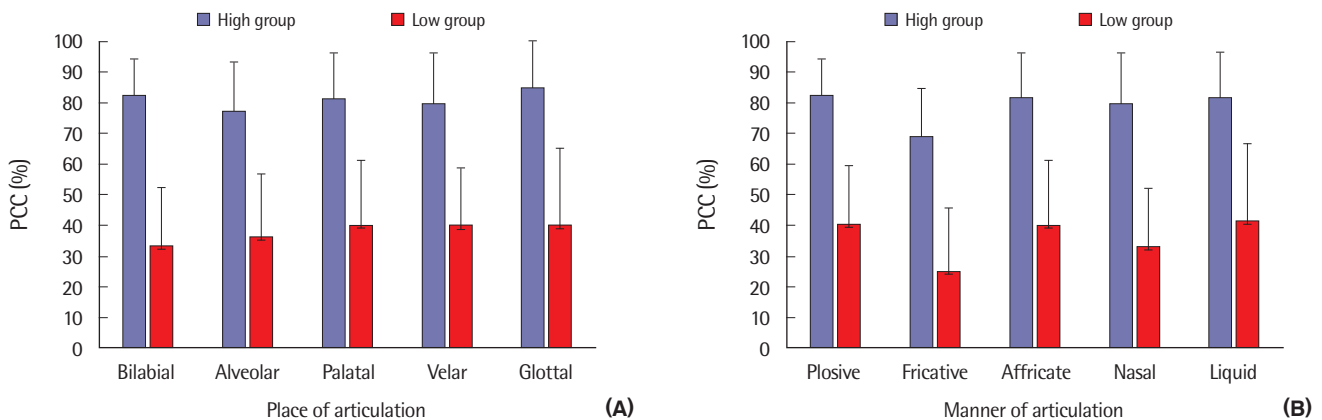 High group Low group
100
90
80
70
60
50
40
30
20
10
0
PCC (%)
Bilabial Alveolar Palatal Velar Glottal
Place of articulation (A)
High group Low group
100
90
80
70
60
50
40
30
20
10
0
PCC (%)
Plosive Fricative Affricate Nasal Liquid
Manner of articulation (B)